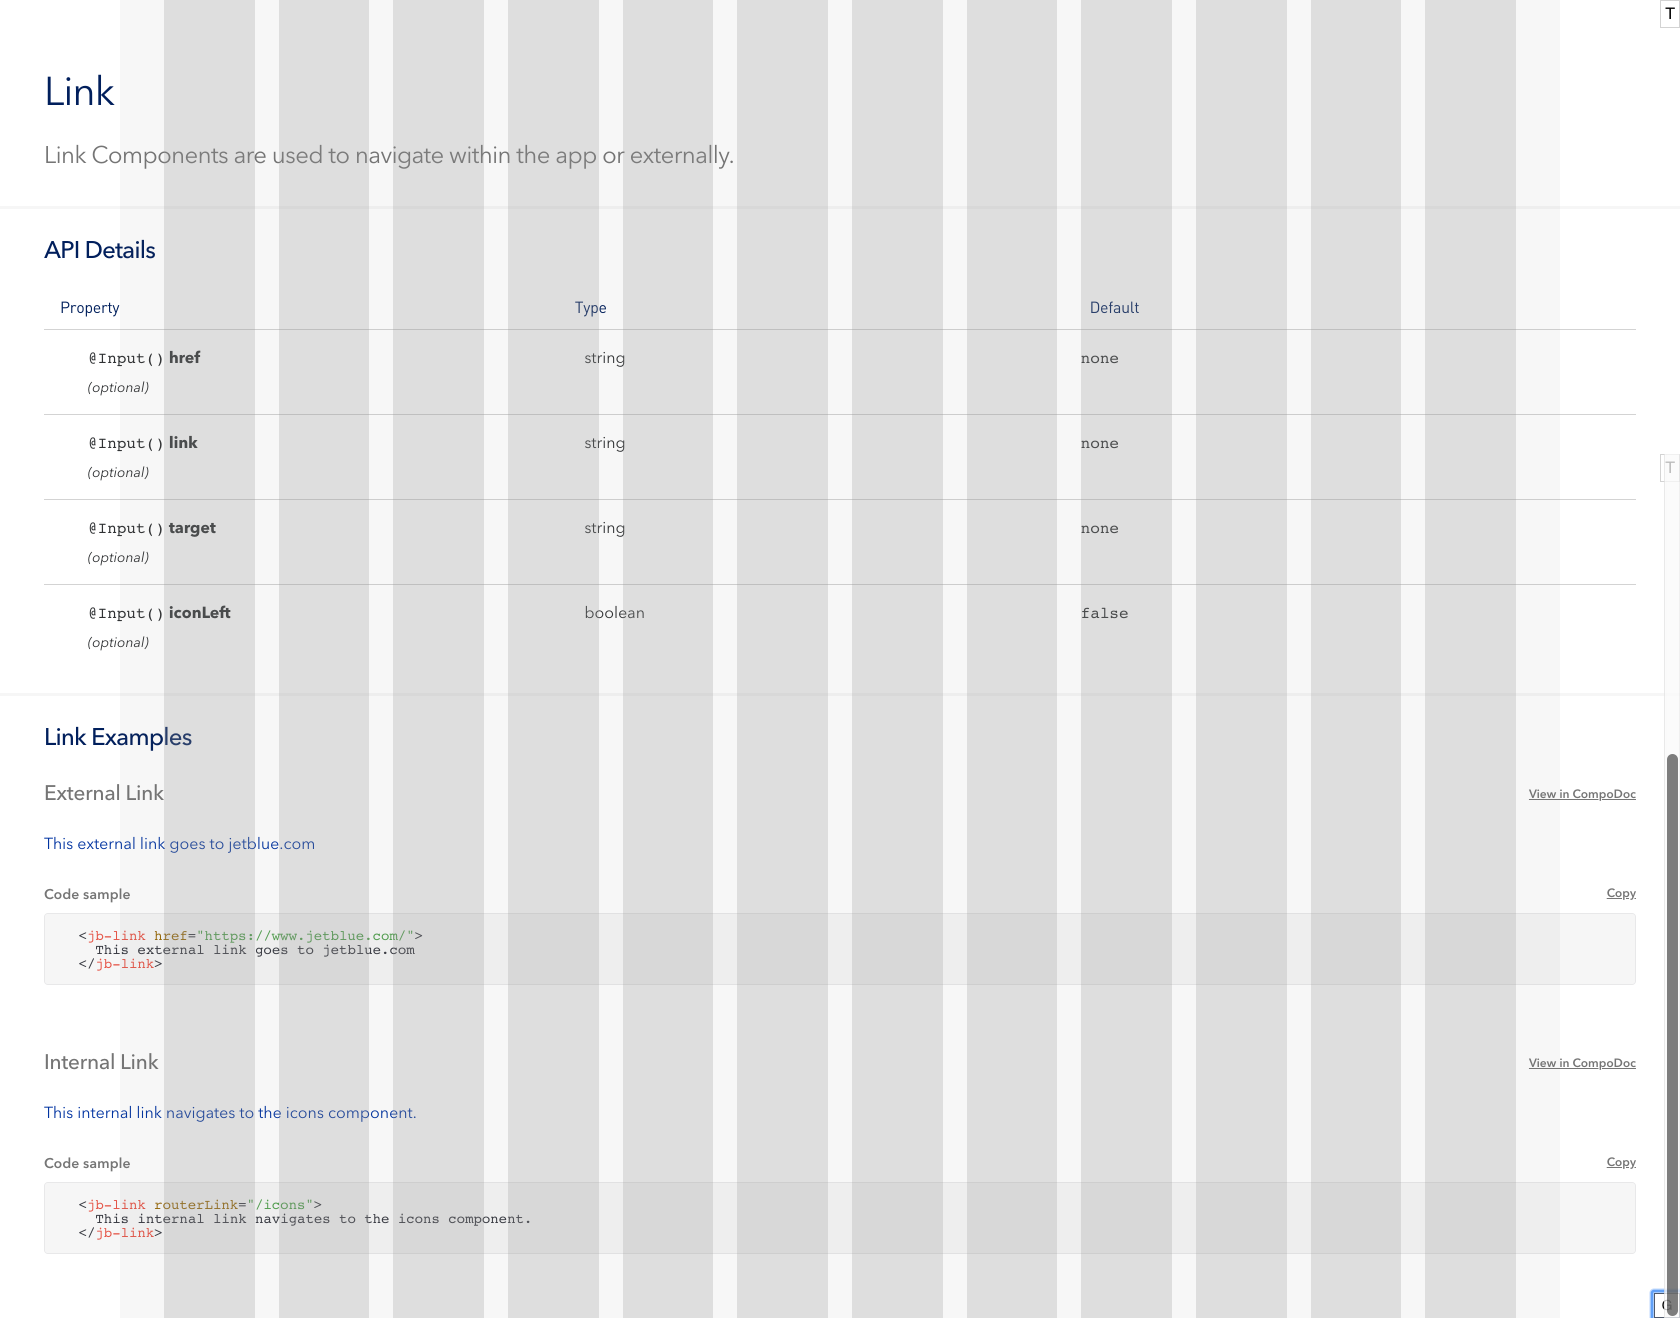 T
Link
Link Components are used to navigate within the app or externally.
API Details
Property Type Default
@Input() href string none
(optional)
@Input() link string none
(optional)
T
@Input() target string none
(optional)
@Input() iconLeft boolean false
(optional)
Link Examples
External Link View in CompoDoc
This external link goes to jetblue.com
Code sample Copy
<jb-link href="https://www.jetblue.com/">
This external link goes to jetblue.com
</jb-link>
Internal Link View in CompoDoc
This internal link navigates to the icons component.
Code sample Copy
<jb-link routerLink="/icons">
This internal link navigates to the icons component.
</jb-link>
G